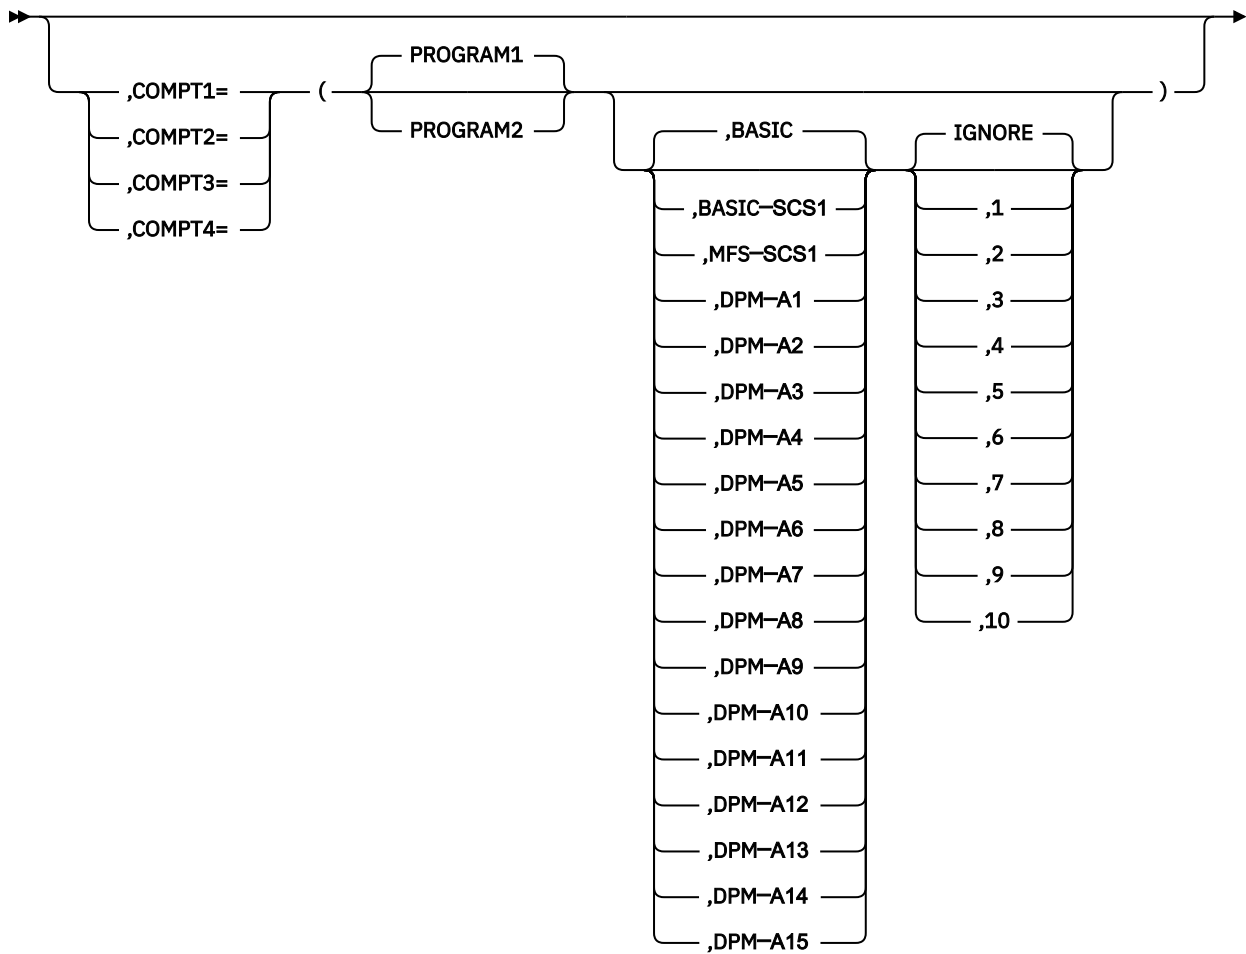 PROGRAM1
,COMPT1= ( )
PROGRAM2 ,BASIC IGNORE
,COMPT2=
,COMPT3=
,BASIC-SCS1 ,1
,COMPT4=
,MFS-SCS1 ,2
,DPM-A1 ,3
,DPM-A2 ,4
,DPM-A3 ,5
,DPM-A4 ,6
,DPM-A5 ,7
,DPM-A6 ,8
,DPM-A7 ,9
,DPM-A8 ,10
,DPM-A9
,DPM-A10
,DPM-A11
,DPM-A12
,DPM-A13
,DPM-A14
,DPM-A15